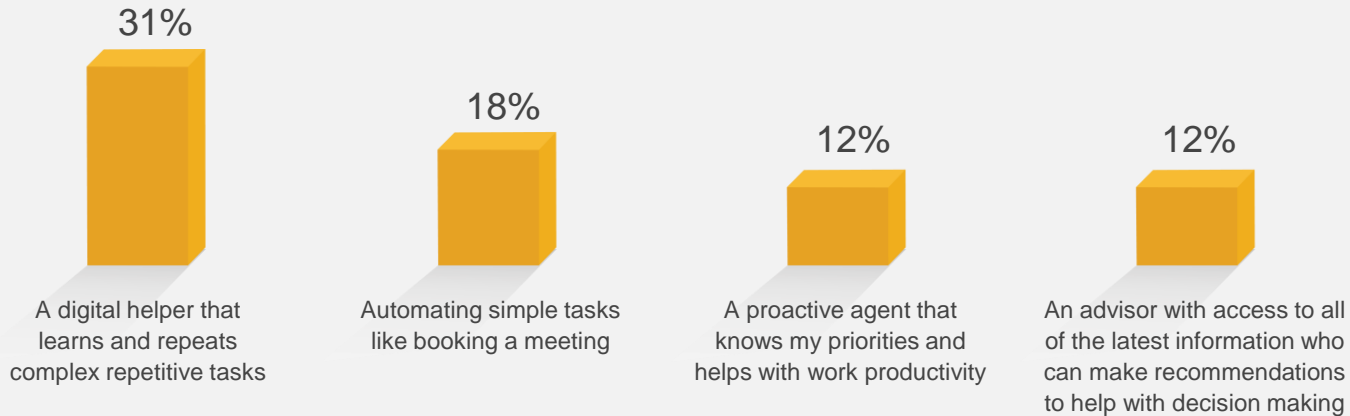 31%
18%
12%
12%
A digital helper that
learns and repeats
complex repetitive tasks
Automating simple tasks
like booking a meeting
A proactive agent that
knows my priorities and
helps with work productivity
An advisor with access to all
of the latest information who
can make recommendations
to help with decision making